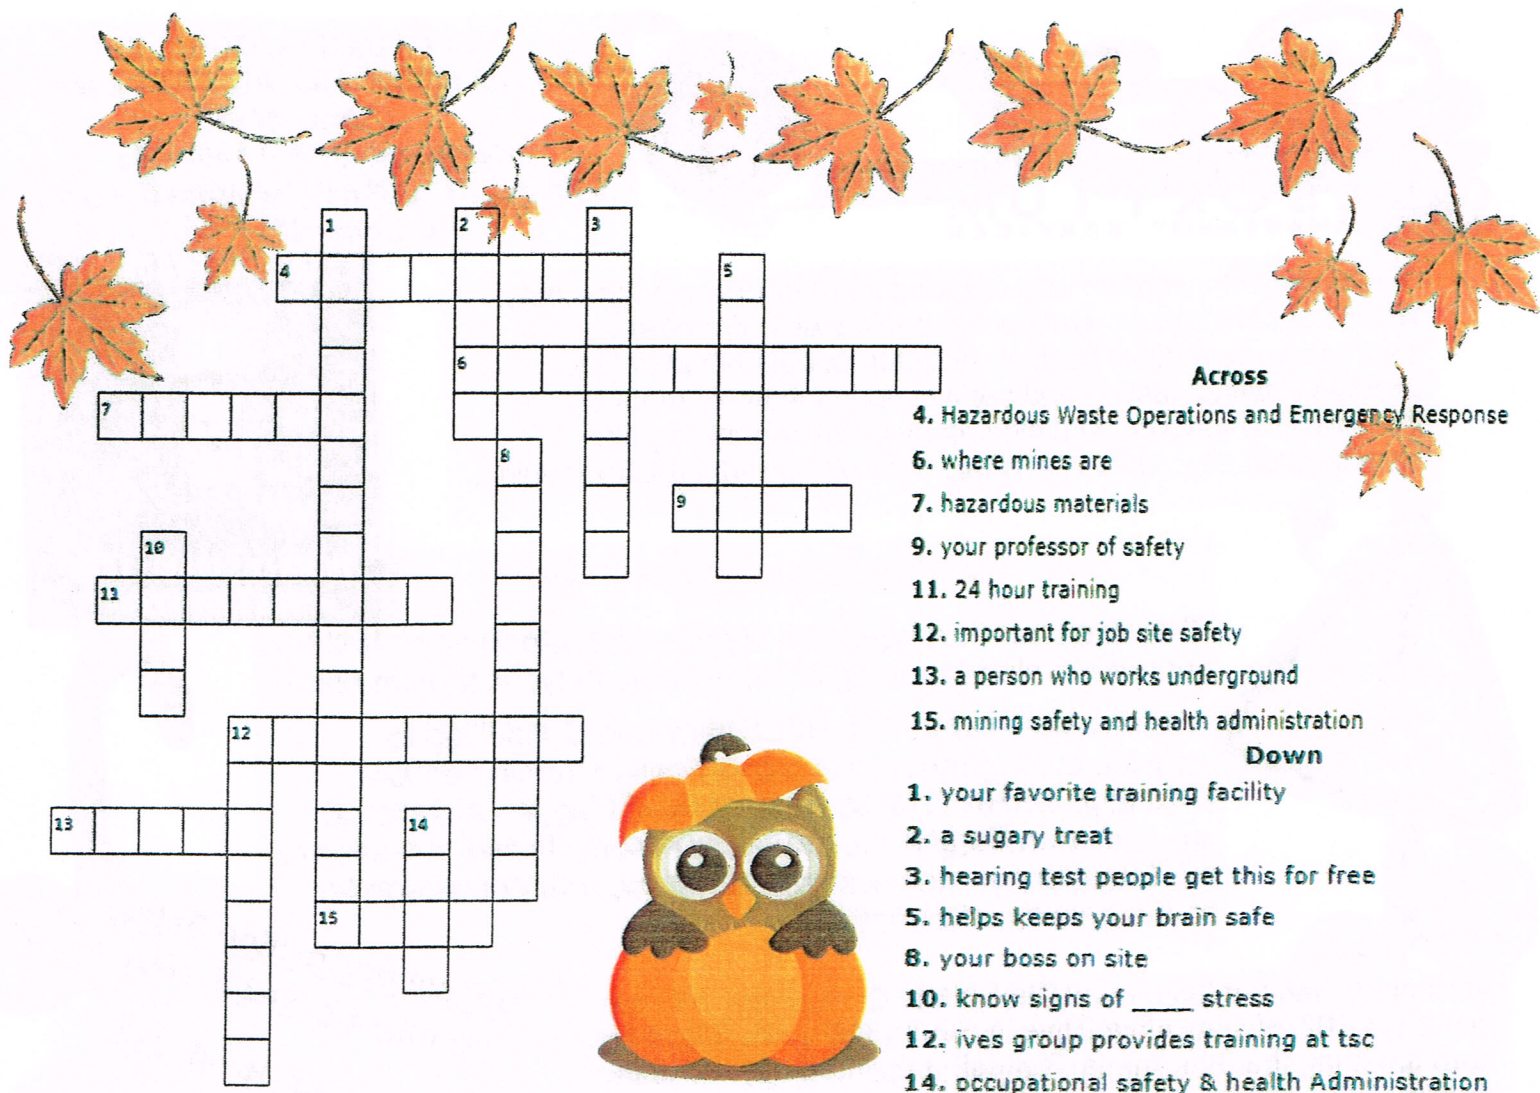 1
2
3
4
5
6
7
8
9
10
11
12
13
14
15
Across
4. Hazardous Waste Operations and Emergency Response
6. where mines are
7. hazardous materials
9. your professor of safety
11. 24 hour training
12. important for job site safety
13. a person who works underground
15. mining safety and health administration
Down
1. your favorite training facility
2. a sugary treat
3. hearing test people get this for free
5. helps keeps your brain safe
8. your boss on site
10. know signs of ____ stress
12. ives group provides training at tsc
14. occupational safety & health Administration